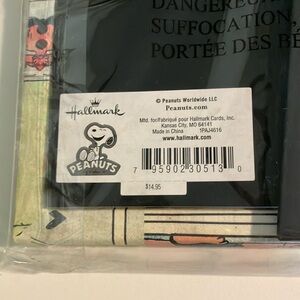 DANGEREUX
SUFFOCATION,
PORTÉE DES BÉ
Hallmark
PEANUTS
© Peanuts Worldwide LLC
Peanuts.com
Mfd. for/fabriqué pour Hallmark Cards, Inc.
Kansas City, MO 64141
Made in China 1PAJ4616
www.hallmark.com
7 95902 30513 0
$14.95